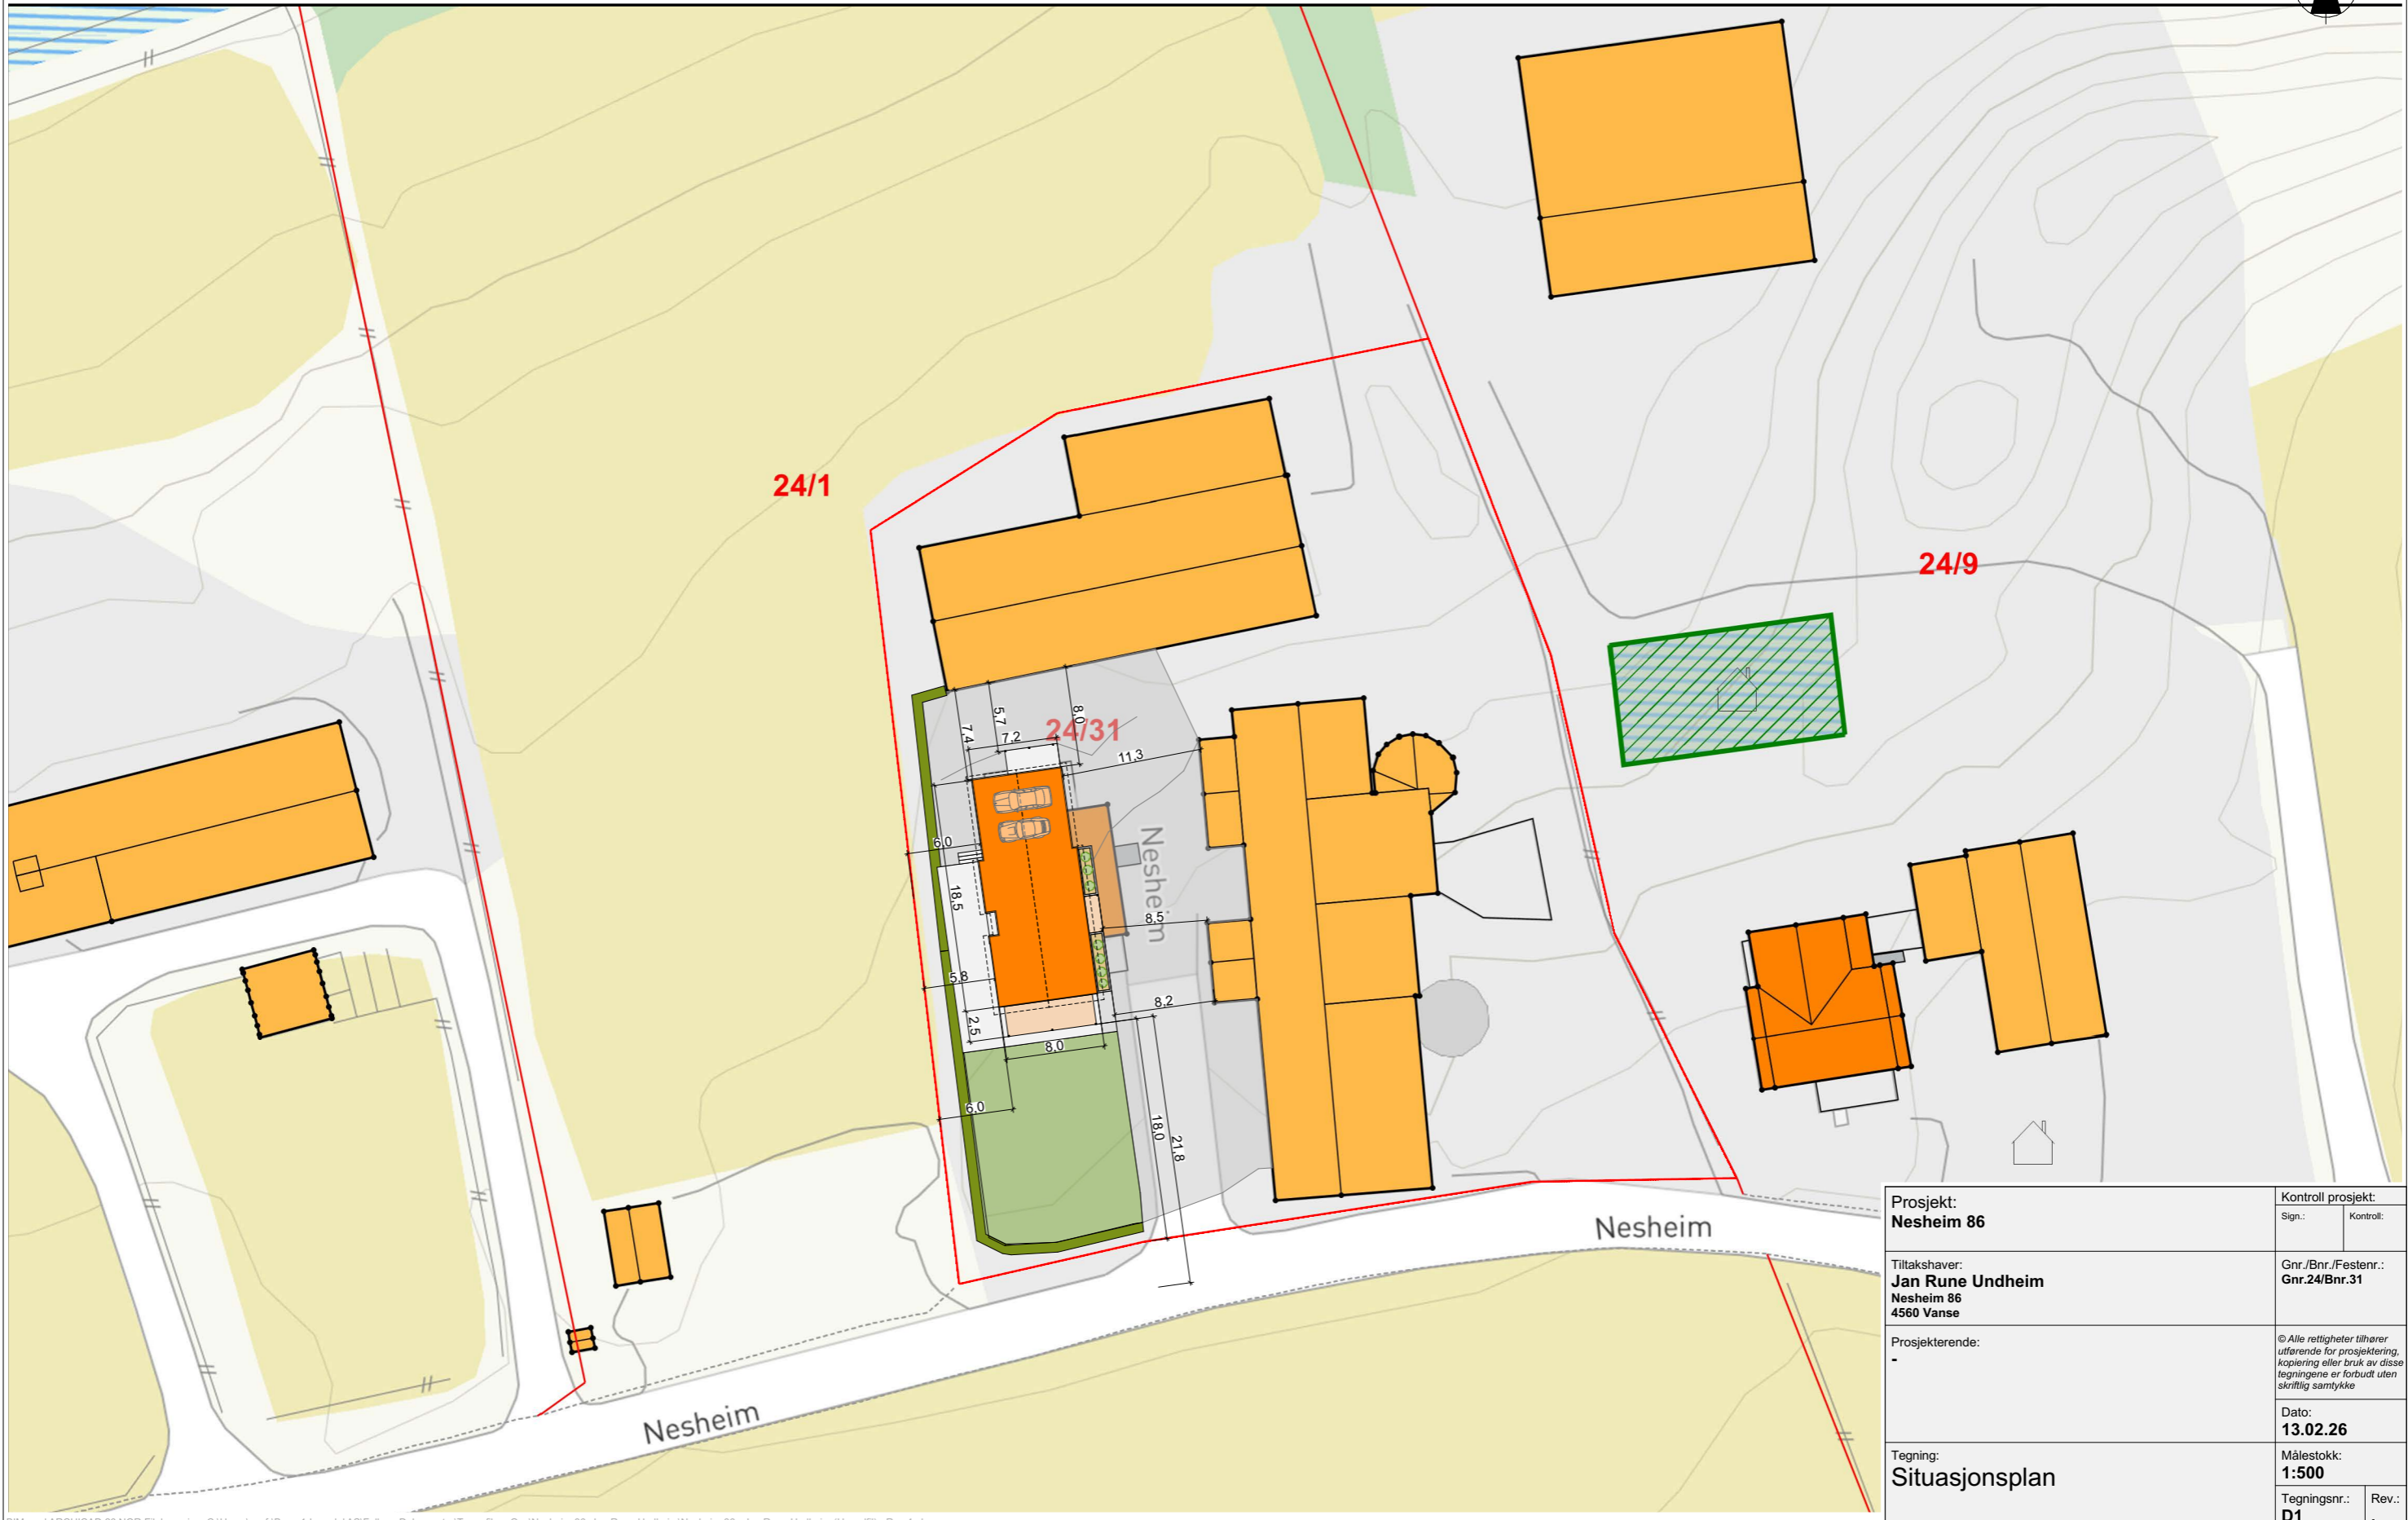 24/1
24/9
24/31
7,4
5,7
8,0
7,2
11,3
6,0
Nesheim
18,5
8,5
5,8
8,2
2,5
8,0
6,0
18,0
21,8
Nesheim
Nesheim
Prosjekt:
Nesheim 86
Kontroll prosjekt:
Sign.:
Kontroll:
Tiltakshaver:
Jan Rune Undheim
Nesheim 86
4560 Vanse
Gnr./Bnr./Festenr.:
Gnr.24/Bnr.31
Prosjekterende:
-
© Alle rettigheter tilhører
utførende for prosjektering,
kopiering eller bruk av disse
tegningene er forbudt uten
skriftlig samtykke
Dato:
13.02.26
Tegning:
Situasjonsplan
Målestokk:
1:500
Tegningsnr.:
D1
Rev.: